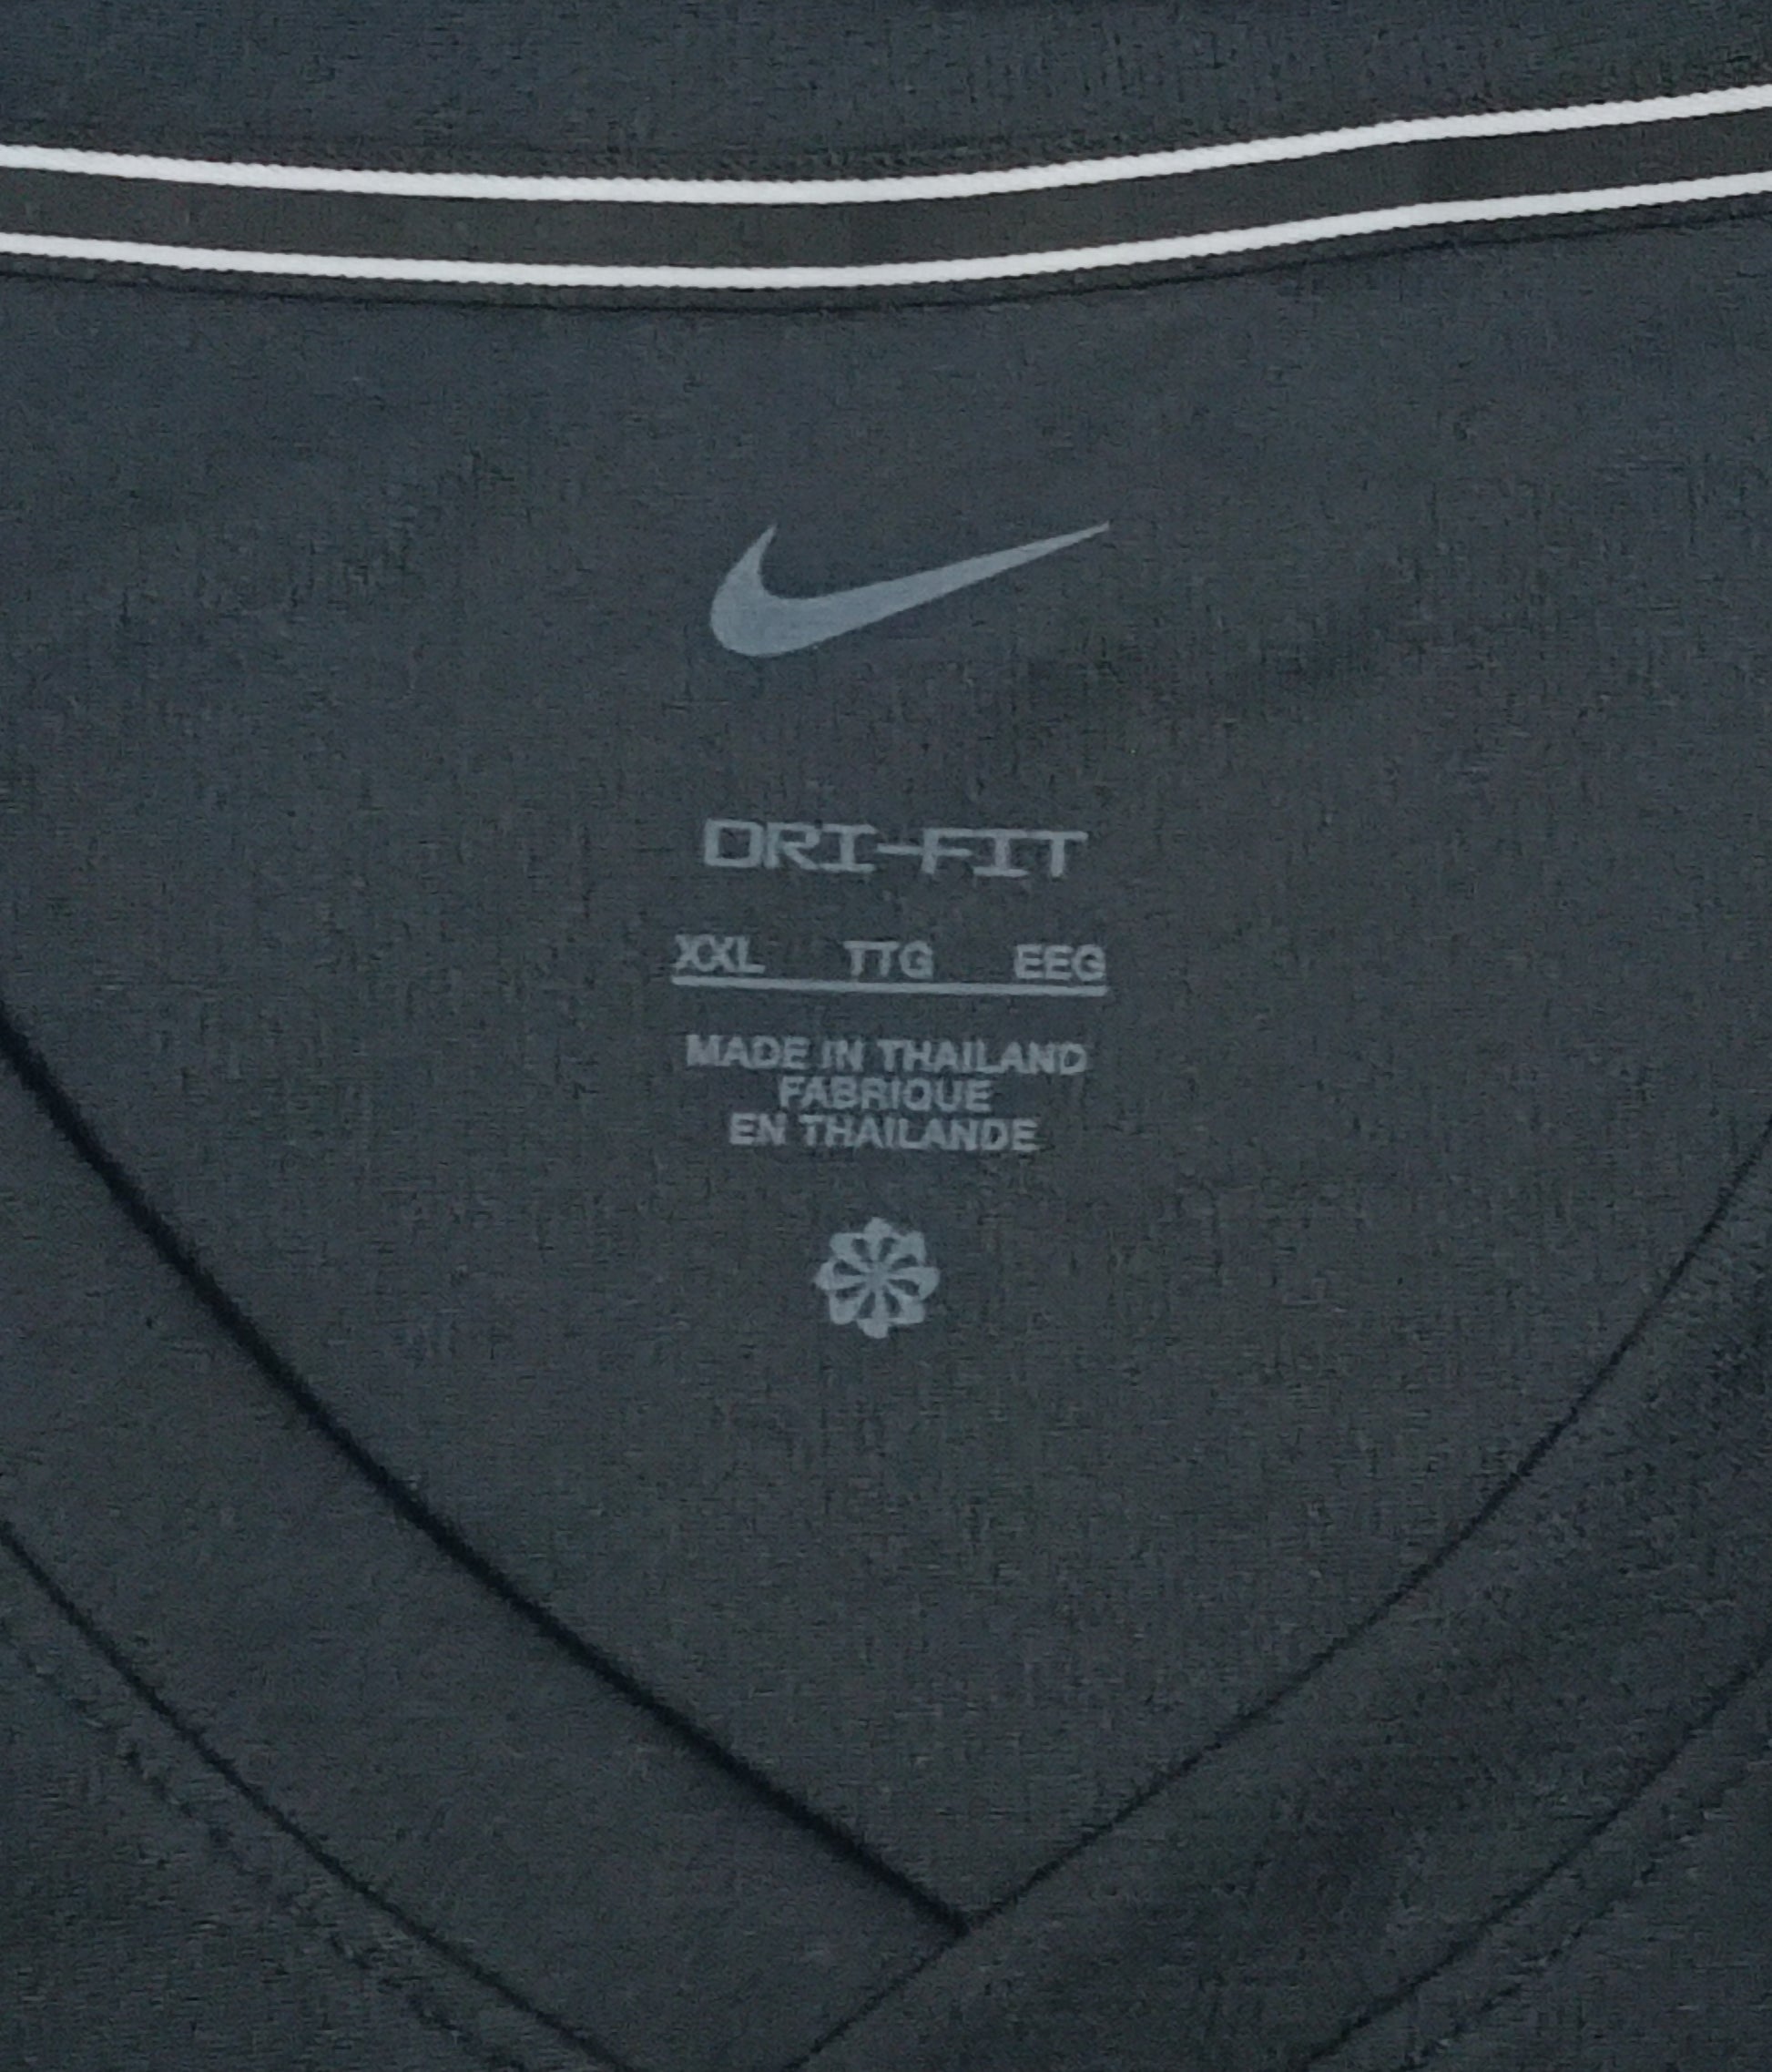 DRI-FIT
XXL TTG EEG
MADE IN THAILAND
FABRIQUE
EN THAILANDE